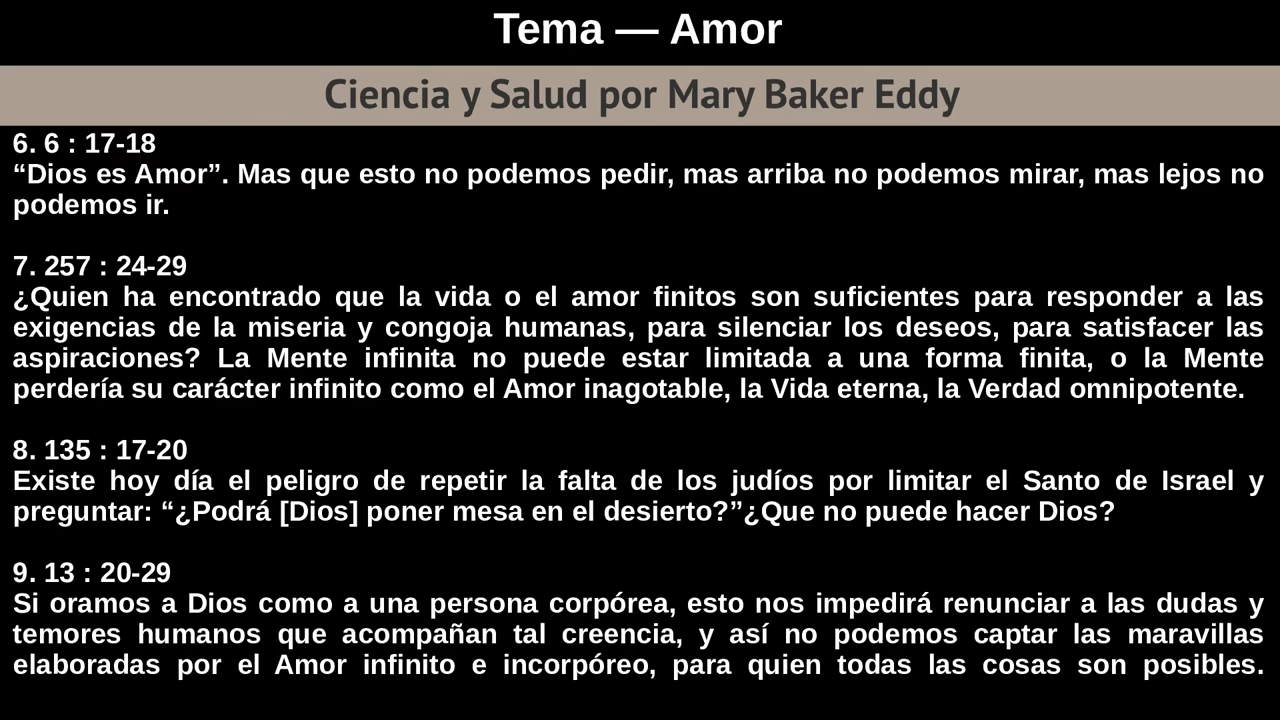 Tema — Amor
Ciencia y Salud por Mary Baker Eddy
6. 6 : 17-18
“Dios es Amor”. Mas que esto no podemos pedir, mas arriba no podemos mirar, mas lejos no
podemos ir.
7. 257 : 24-29
¿Quien ha encontrado que la vida o el amor finitos son suficientes para responder a las
exigencias de la miseria y congoja humanas, para silenciar los deseos, para satisfacer las
aspiraciones? La Mente infinita no puede estar limitada a una forma finita, o la Mente
perdería su carácter infinito como el Amor inagotable, la Vida eterna, la Verdad omnipotente.
8. 135 : 17-20
Existe hoy día el peligro de repetir la falta de los judíos por limitar el Santo de Israel y
preguntar: “¿Podrá [Dios] poner mesa en el desierto?”¿Que no puede hacer Dios?
9. 13 : 20-29
Si oramos a Dios como a una persona corpórea, esto nos impedirá renunciar a las dudas y
temores humanos que acompañan tal creencia, y así no podemos captar las maravillas
elaboradas por el Amor infinito e incorpóreo, para quien todas las cosas son posibles.